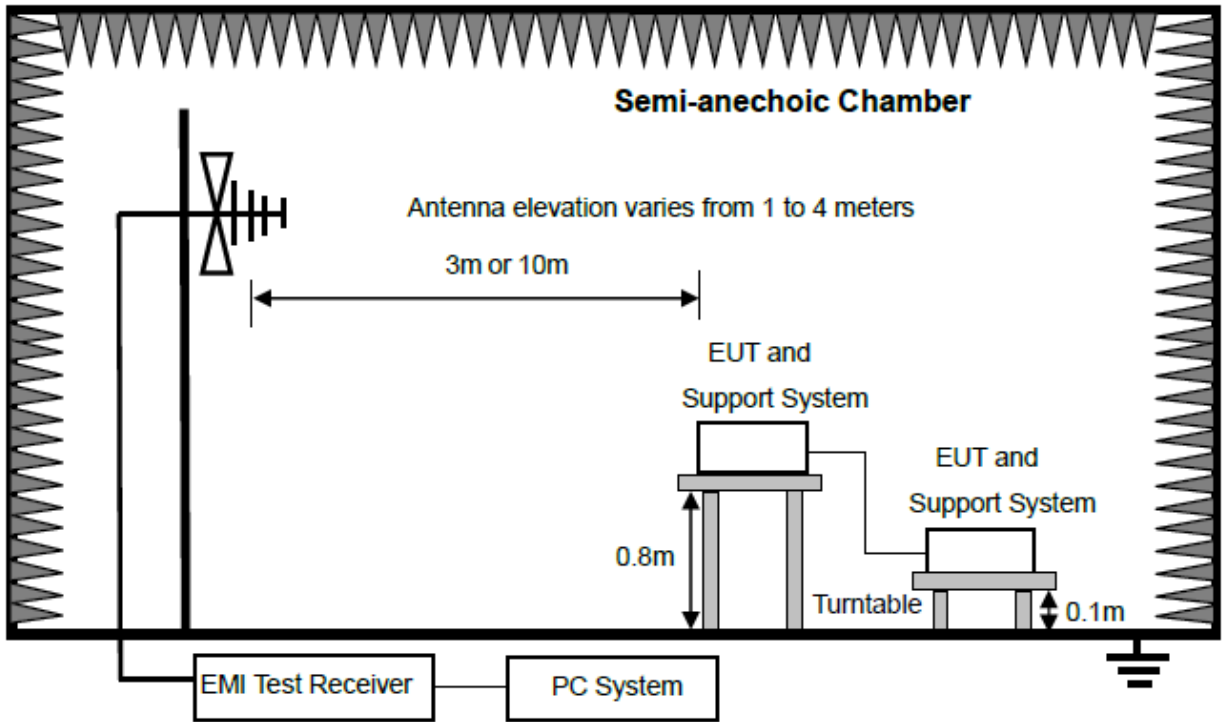 Semi-anechoic Chamber
Antenna elevation varies from 1 to 4 meters
3m or 10m
EUT and
Support System
EUT and
Support System
0.8m
Turntable
0.1m
EMI Test Receiver
PC System